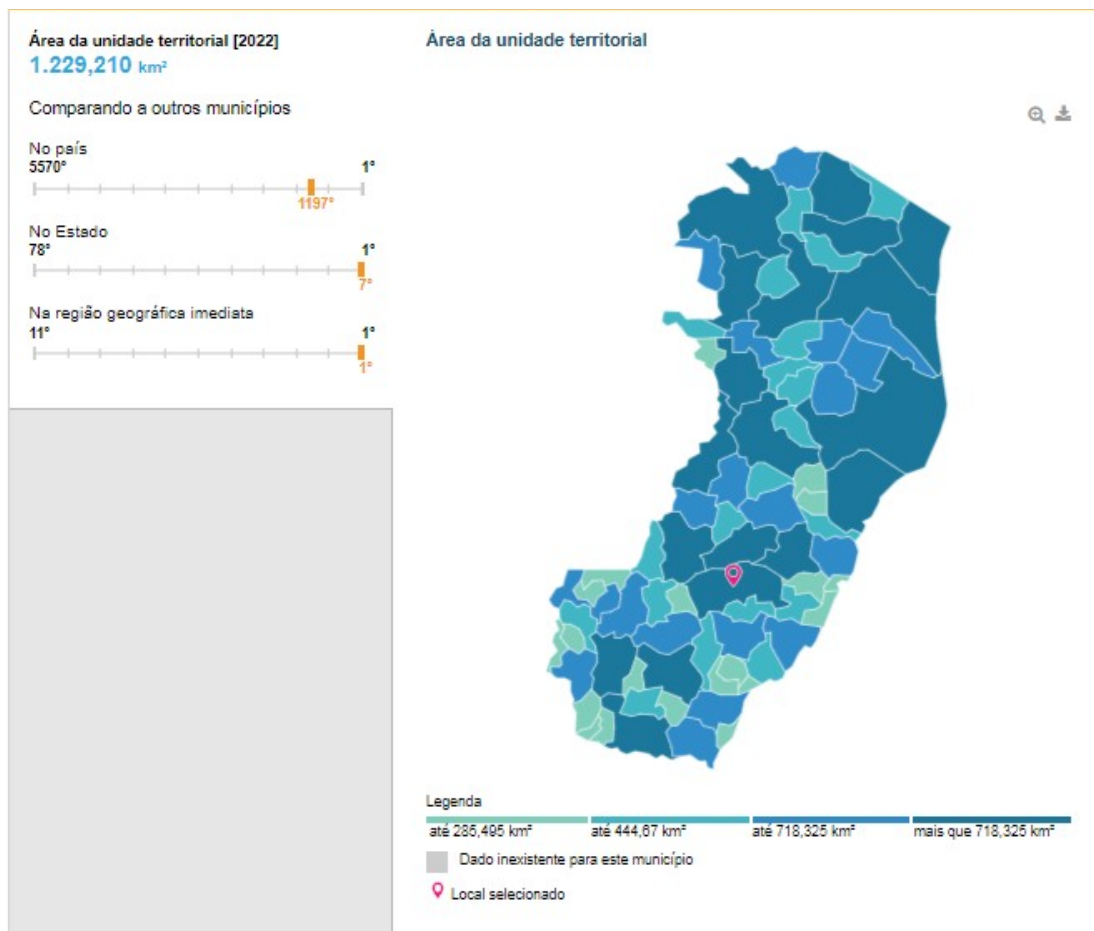 Área da unidade territorial [2022]
1.229,210 km²
Comparando a outros municípios
No país
5570° 1°
1197°
No Estado
78° 1°
7°
Na região geográfica imediata
11° 1°
1°
Área da unidade territorial
Legenda
até 285,495 km² até 444,67 km² até 718,325 km² mais que 718,325 km²
Dado inexistente para este município
Local selecionado